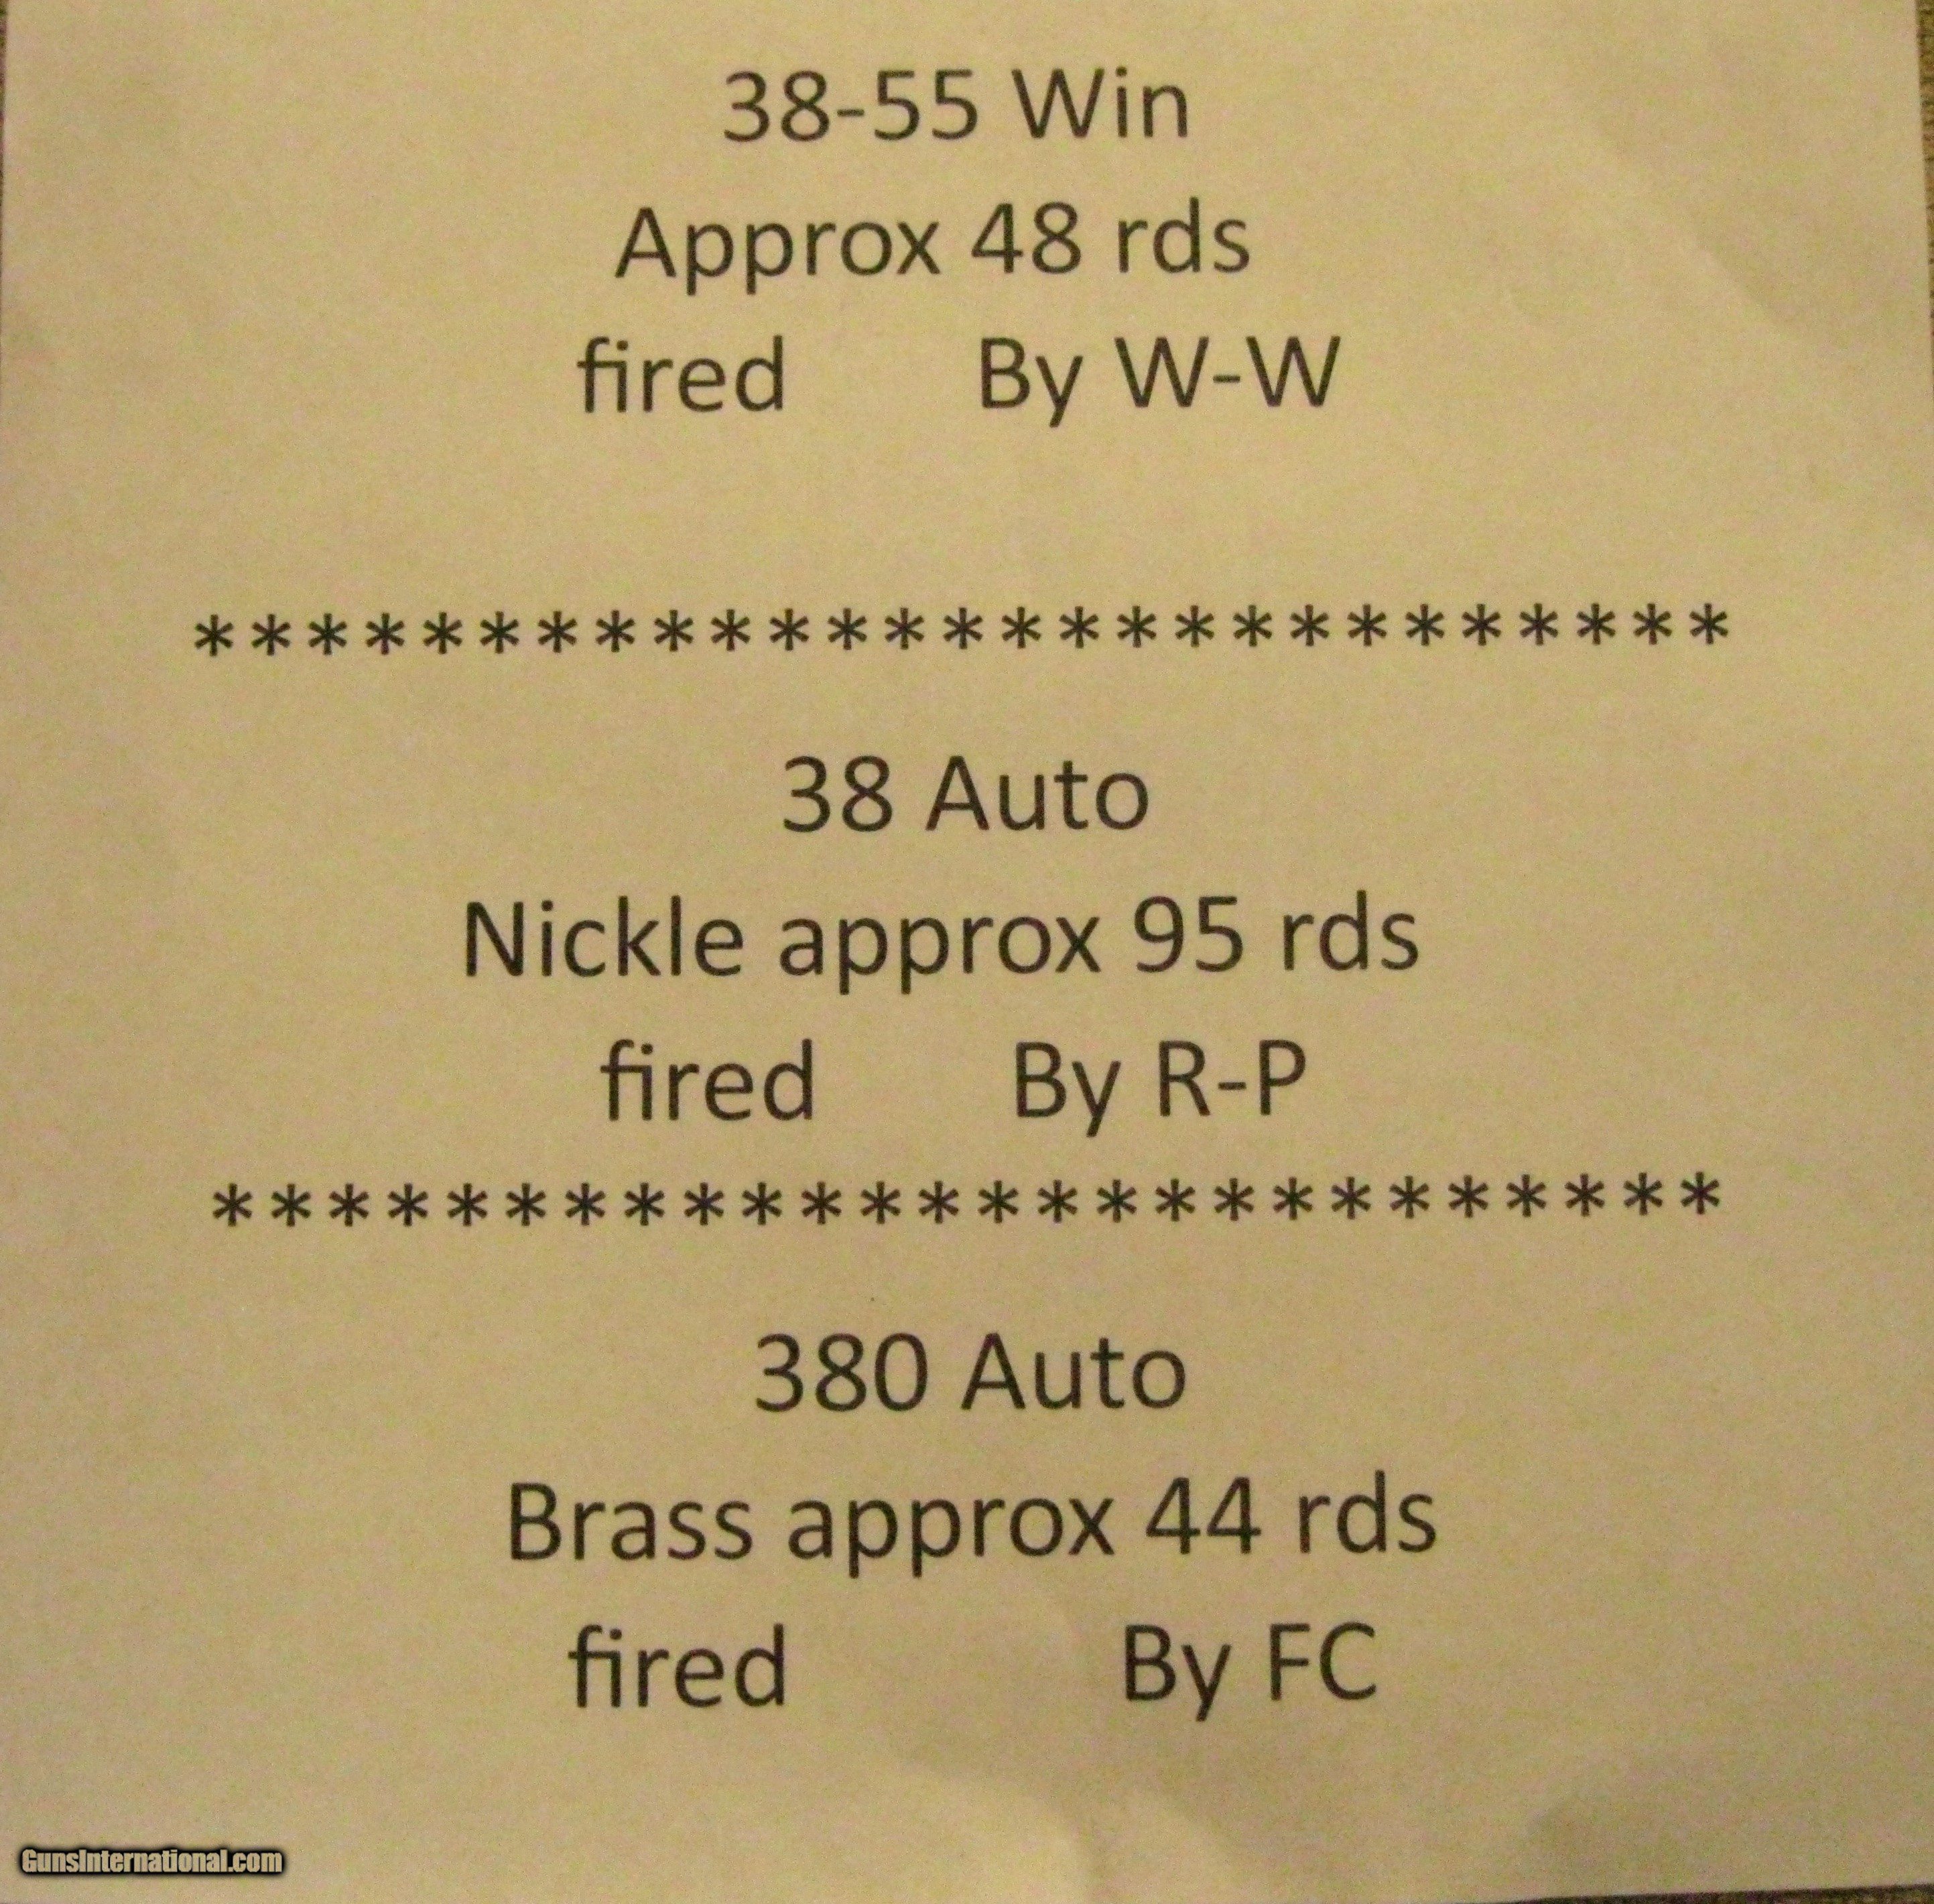 38-55 Win
Approx 48 rds
fired By W-W
* * * * * * * * * * * * * * * * * * * * * * * * * * *
38 Auto
Nickle approx 95 rds
fired By R-P
* * * * * * * * * * * * * * * * * * * * * * * * * *
380 Auto
Brass approx 44 rds
fired By FC
GunsInternational.com